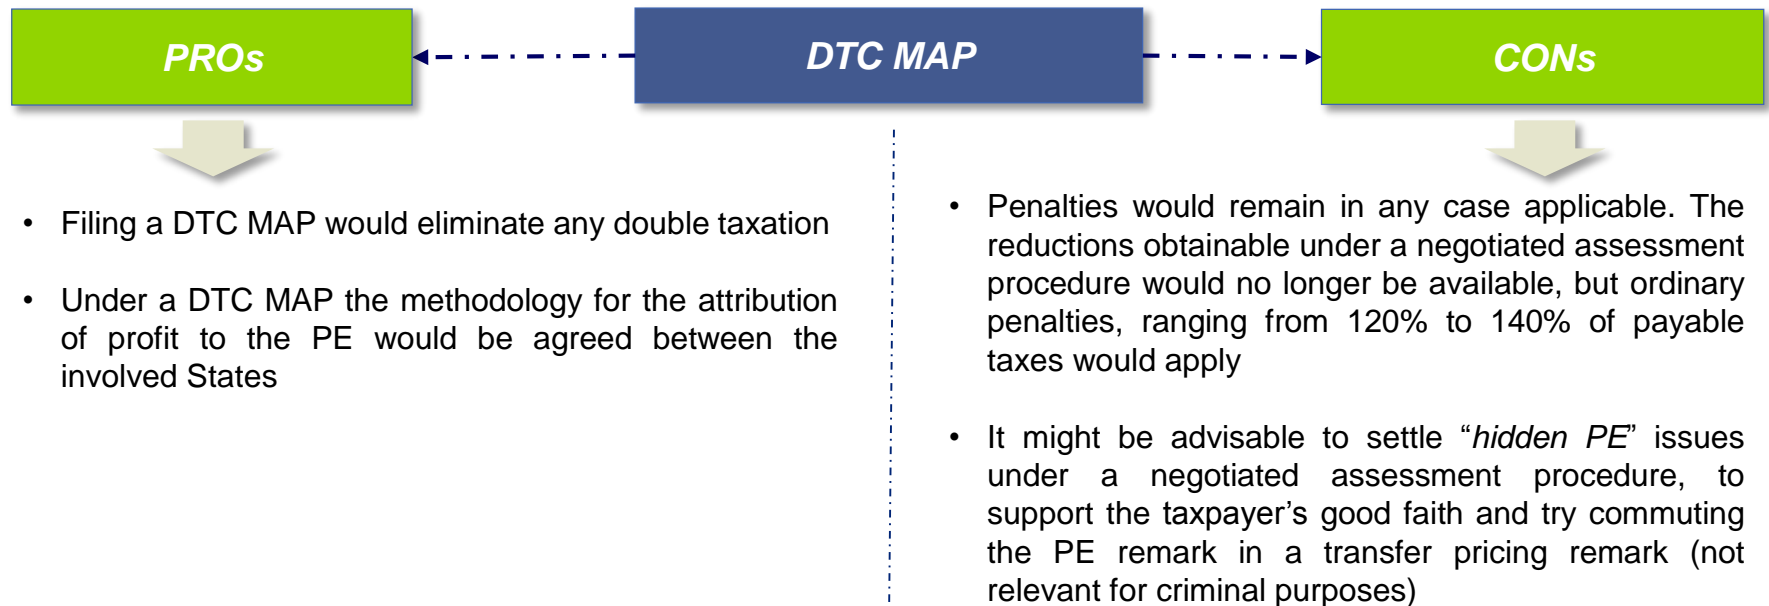 PROs
DTC MAP
CONs
• Filing a DTC MAP would eliminate any double taxation
• Under a DTC MAP the methodology for the attribution
of profit to the PE would be agreed between the
involved States
• Penalties would remain in any case applicable. The
reductions obtainable under a negotiated assessment
procedure would no longer be available, but ordinary
penalties, ranging from 120% to 140% of payable
taxes would apply
• It might be advisable to settle “hidden PE” issues
under a negotiated assessment procedure, to
support the taxpayer’s good faith and try commuting
the PE remark in a transfer pricing remark (not
relevant for criminal purposes)